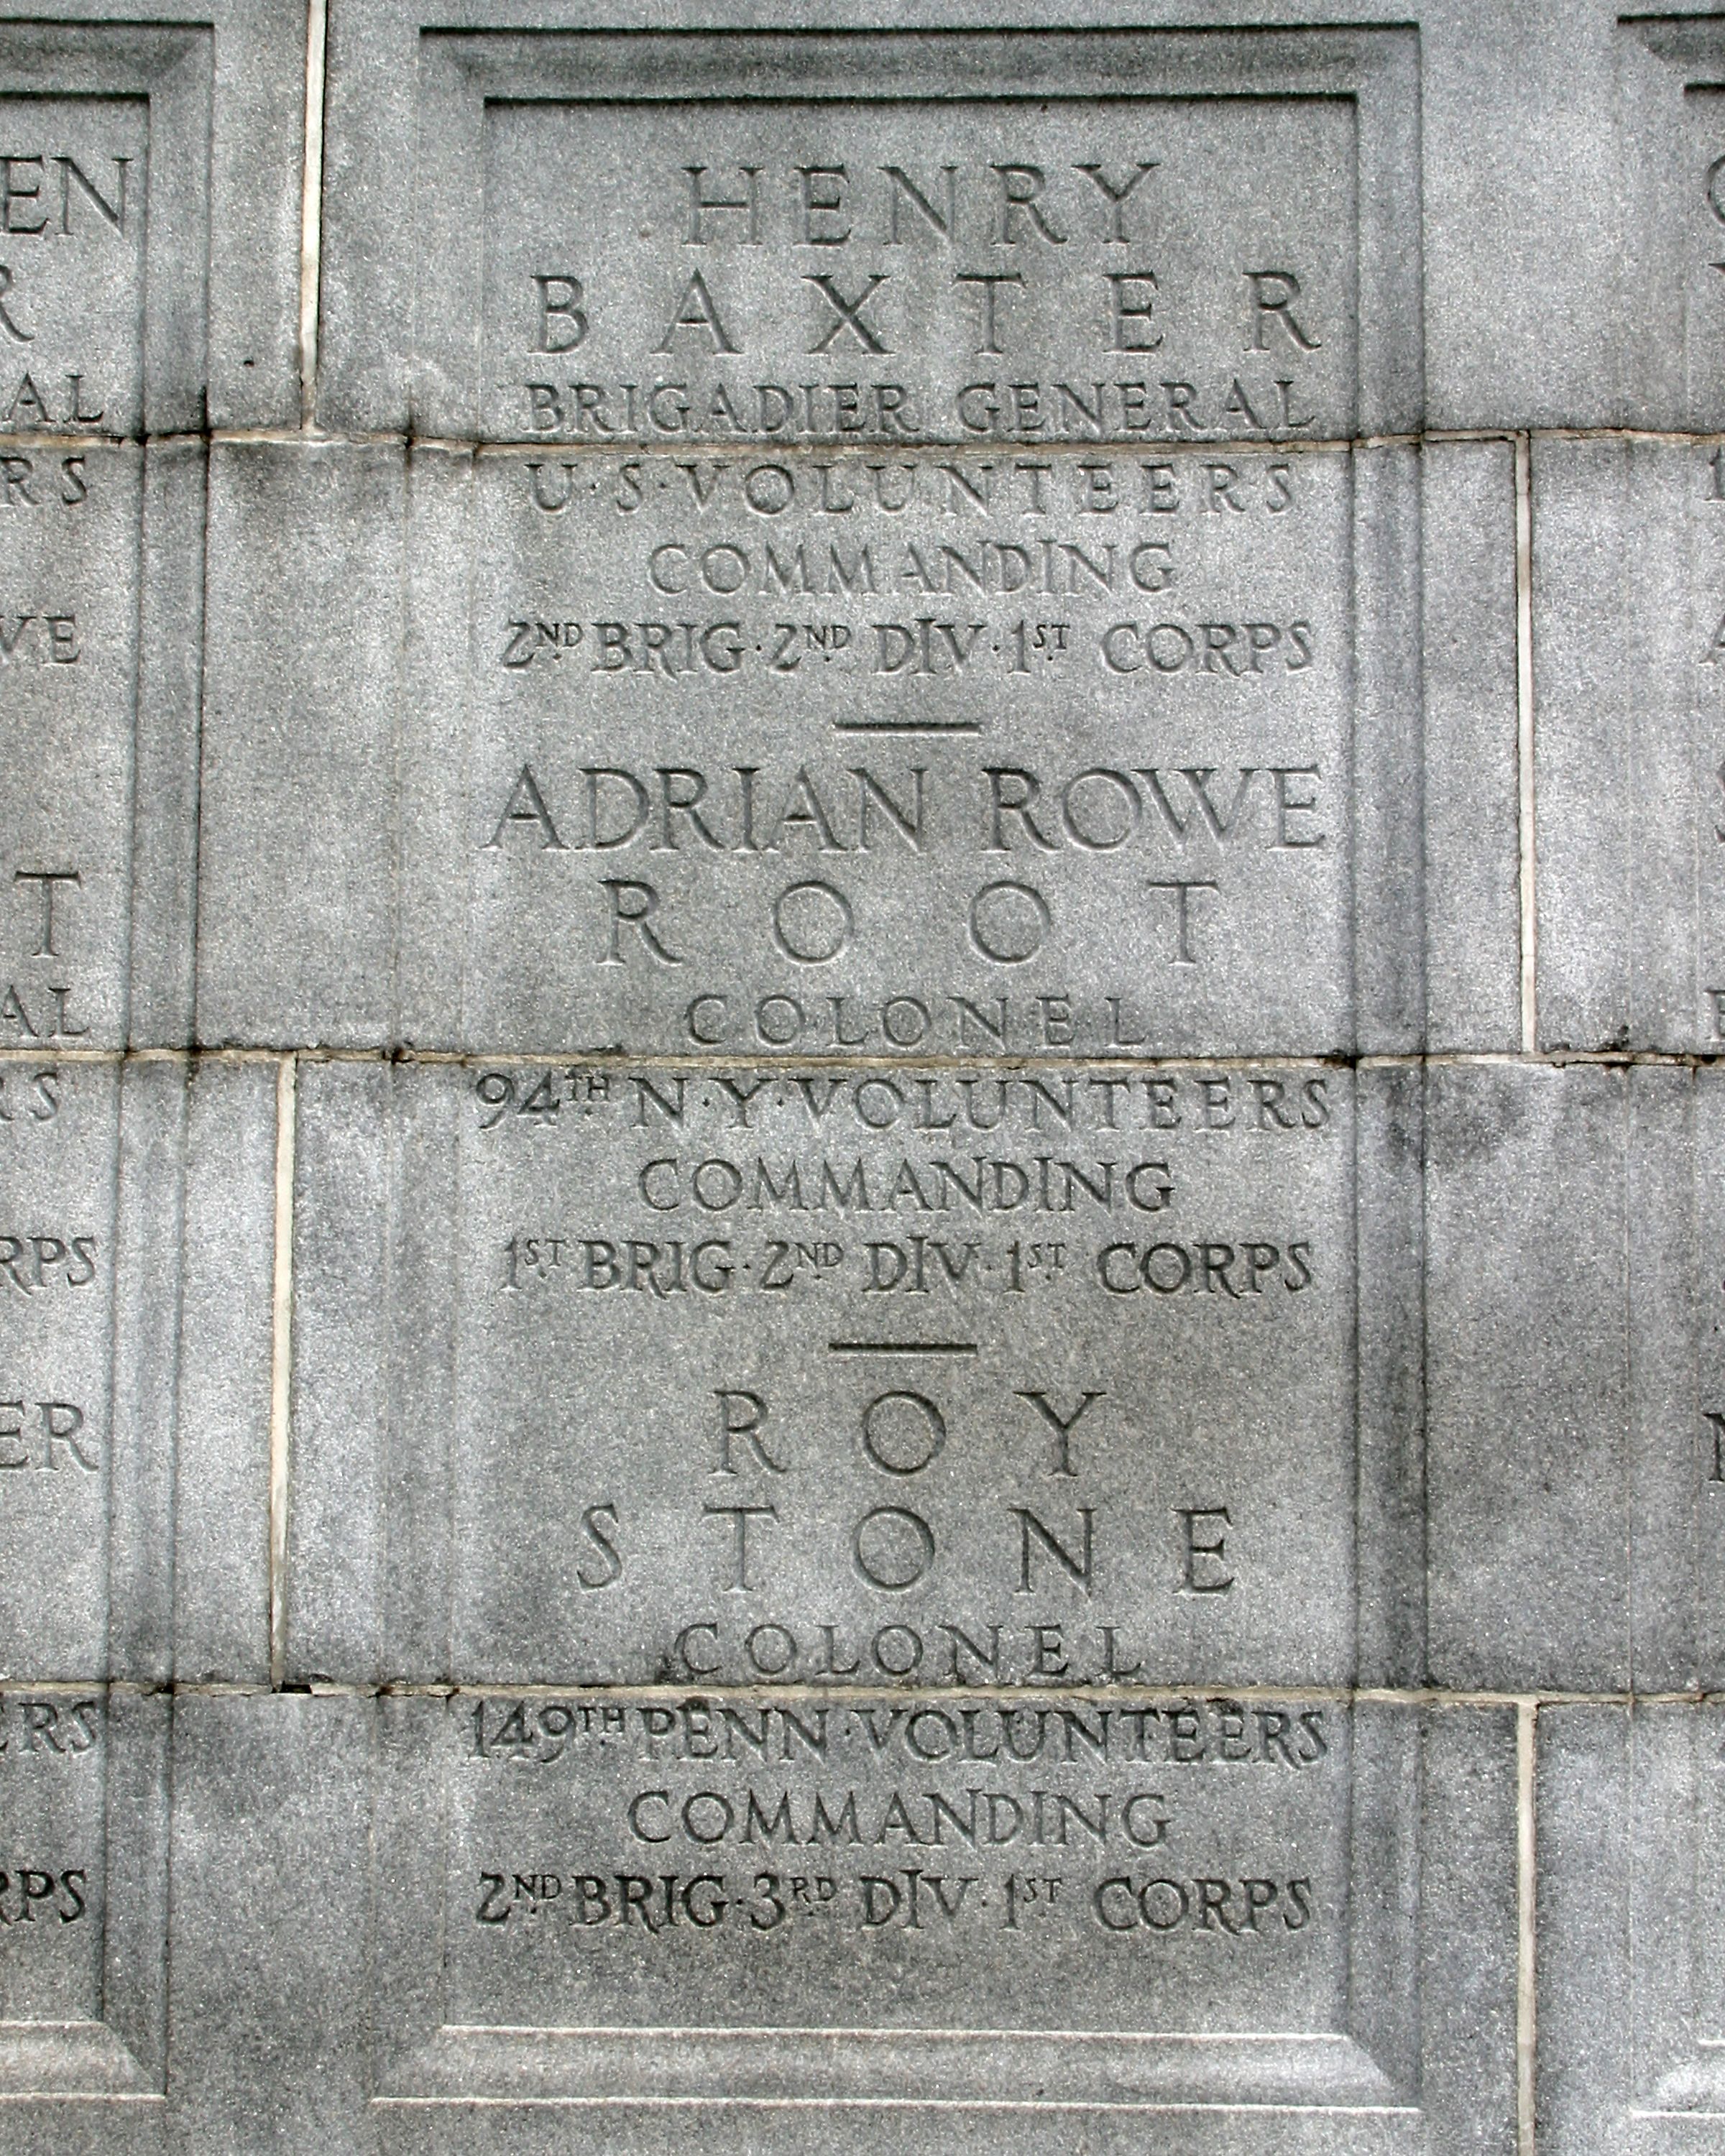 HENRY
BAXTER
BRIGADIER GENERAL
U·S·VOLUNTEERS
COMMANDING
2ND BRIG·2ND DIV·1ST CORPS
ADRIAN ROWE
ROOT
COLONEL
94TH N·Y·VOLUNTEERS
COMMANDING
1ST BRIG·2ND DIV·1ST CORPS
ROY
STONE
COLONEL
149TH PENN·VOLUNTEERS
COMMANDING
2ND BRIG·3RD DIV·1ST CORPS